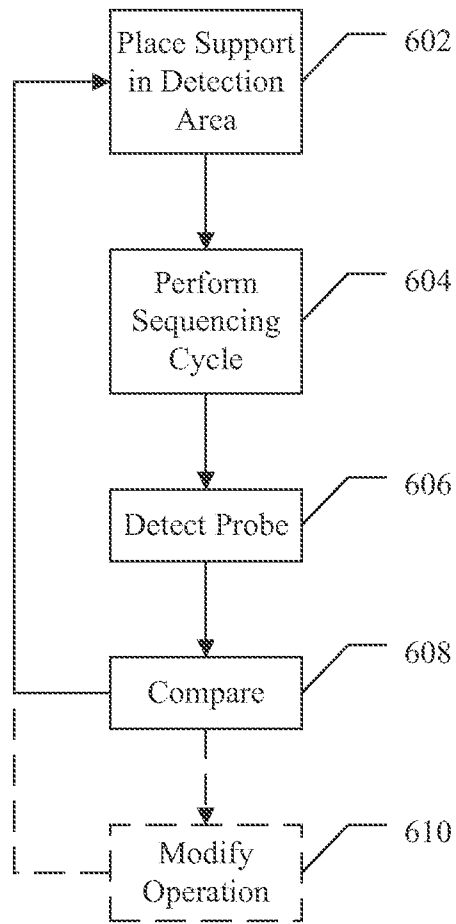 Place Support
in Detection
Area
602
Perform
Sequencing
Cycle
604
Detect Probe
606
Compare
608
Modify
Operation
610